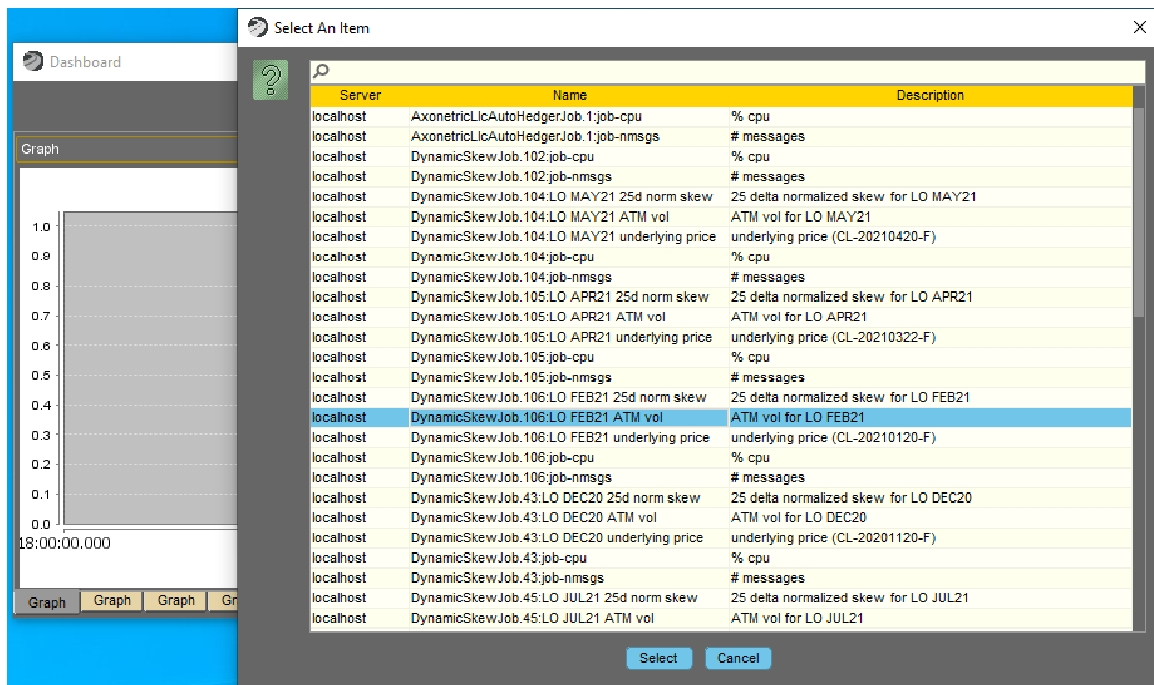 Select An Item
Dashboard
Server Name Description
localhost AxonetricLlcAutoHedgerJob.1:job-cpu % cpu
localhost AxonetricLlcAutoHedgerJob.1:job-nmsgs # messages
localhost DynamicSkewJob.102:job-cpu % cpu
localhost DynamicSkewJob.102:job-nmsgs # messages
localhost DynamicSkewJob.104:LO MAY21 25d norm skew 25 delta normalized skew for LO MAY21
localhost DynamicSkewJob.104:LO MAY21 ATM vol ATM vol for LO MAY21
localhost DynamicSkewJob.104:LO MAY21 underlying price underlying price (CL-20210420-F)
localhost DynamicSkewJob.104:job-cpu % cpu
localhost DynamicSkewJob.104:job-nmsgs # messages
localhost DynamicSkewJob.105:LO APR21 25d norm skew 25 delta normalized skew for LO APR21
localhost DynamicSkewJob.105:LO APR21 ATM vol ATM vol for LO APR21
localhost DynamicSkewJob.105:LO APR21 underlying price underlying price (CL-20210322-F)
localhost DynamicSkewJob.105:job-cpu % cpu
localhost DynamicSkewJob.105:job-nmsgs # messages
localhost DynamicSkewJob.106:LO FEB21 25d norm skew 25 delta normalized skew for LO FEB21
localhost DynamicSkewJob.106:LO FEB21 ATM vol ATM vol for LO FEB21
localhost DynamicSkewJob.106:LO FEB21 underlying price underlying price (CL-20210120-F)
localhost DynamicSkewJob.106:job-cpu % cpu
localhost DynamicSkewJob.106:job-nmsgs # messages
localhost DynamicSkewJob.43:LO DEC20 25d norm skew 25 delta normalized skew for LO DEC20
localhost DynamicSkewJob.43:LO DEC20 ATM vol ATM vol for LO DEC20
localhost DynamicSkewJob.43:LO DEC20 underlying price underlying price (CL-20201120-F)
localhost DynamicSkewJob.43:job-cpu % cpu
localhost DynamicSkewJob.43:job-nmsgs # messages
localhost DynamicSkewJob.45:LO JUL21 25d norm skew 25 delta normalized skew for LO JUL21
localhost DynamicSkewJob.45:LO JUL21 ATM vol ATM vol for LO JUL21
Select Cancel
Graph
1.0
0.9
0.8
0.7
0.6
0.5
0.4
0.3
0.2
0.1
0.0
18:00:00.000
Graph Graph Graph Gr